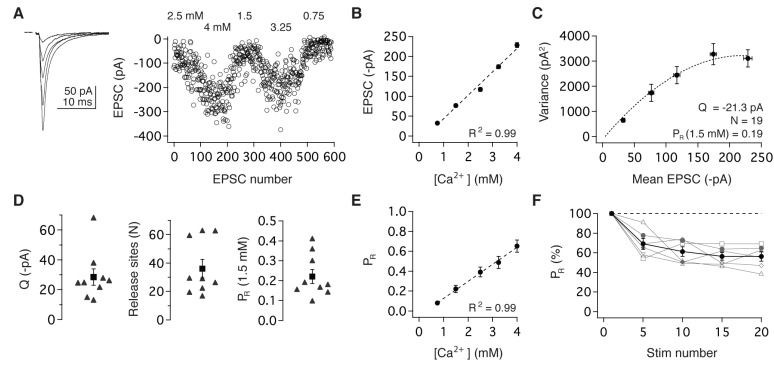 A
B
C
2.5 mM
1.5
0.75
4 mM
3.25
50 pA
10 ms
EPSC (pA)
0
-100
-200
-300
-400
0 100 200 300 400 500 600
EPSC number
EPSC (-pA)
250
200
150
100
50
0
R² = 0.99
0 1 2 3 4
[Ca²⁺] (mM)
Variance (pA²)
4000
3000
2000
1000
0
Q = -21.3 pA
N = 19
P_R (1.5 mM) = 0.19
0 50 100 150 200 250
Mean EPSC (-pA)
D
E
F
Q (-pA)
80
60
40
20
0
Release sites (N)
60
40
20
0
P_R (1.5 mM)
0.5
0.4
0.3
0.2
0.1
0.0
P_R
1.0
0.8
0.6
0.4
0.2
0.0
R² = 0.99
0 1 2 3 4
[Ca²⁺] (mM)
P_R (%)
100
80
60
40
20
0
0 5 10 15 20
Stim number